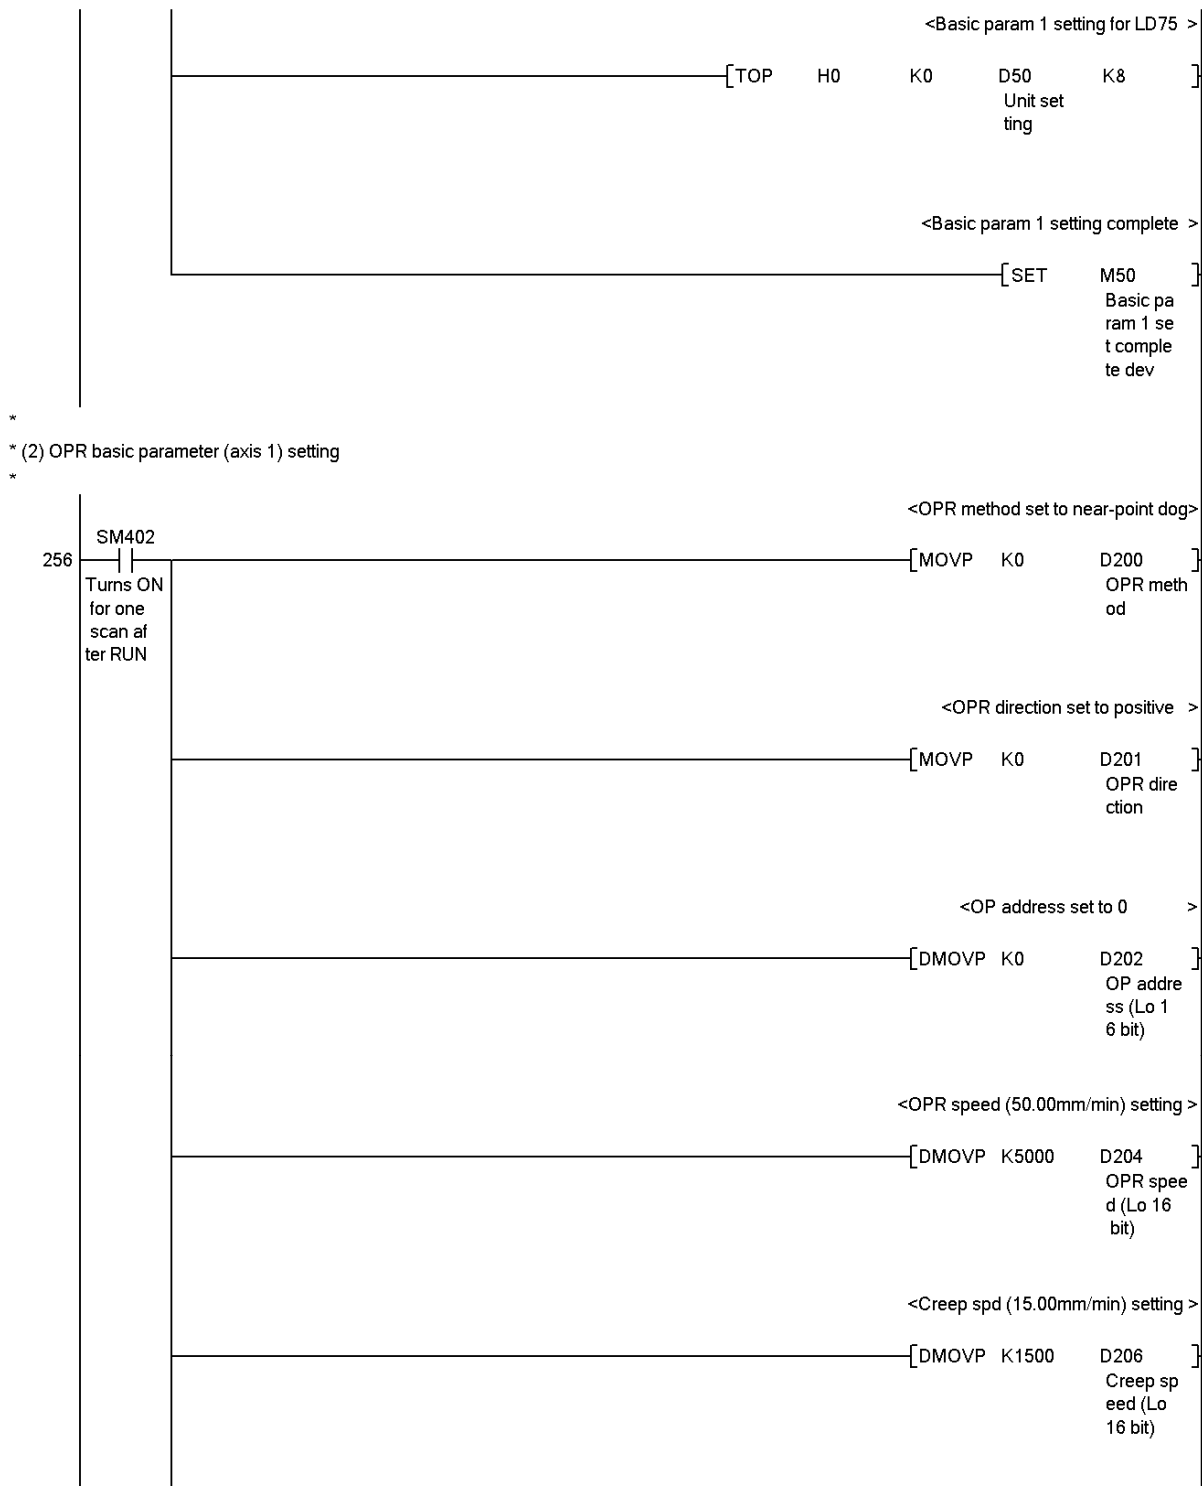 <Basic param 1 setting for LD75 >
[TOP H0 K0 D50 K8 ]
Unit set
ting
<Basic param 1 setting complete >
[SET M50 ]
Basic pa
ram 1 se
t comple
te dev
*
* (2) OPR basic parameter (axis 1) setting
*
<OPR method set to near-point dog>
SM402
256 [MOVP K0 D200 ]
Turns ON
for one
scan af
ter RUN
OPR meth
od
<OPR direction set to positive >
[MOVP K0 D201 ]
OPR dire
ction
<OP address set to 0 >
[DMOVP K0 D202 ]
OP addre
ss (Lo 1
6 bit)
<OPR speed (50.00mm/min) setting >
[DMOVP K5000 D204 ]
OPR spee
d (Lo 16
bit)
<Creep spd (15.00mm/min) setting >
[DMOVP K1500 D206 ]
Creep sp
eed (Lo
16 bit)